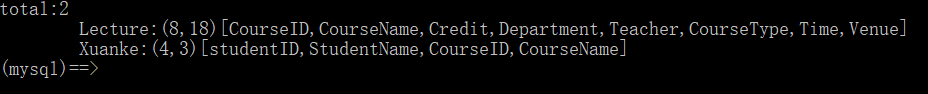 total:2
Lecture:(8,18)[CourseID,CourseName,Credit,Department,Teacher,CourseType,Time,Venue]
Xuanke:(4,3)[studentID,StudentName,CourseID,CourseName]
(mysql)==>